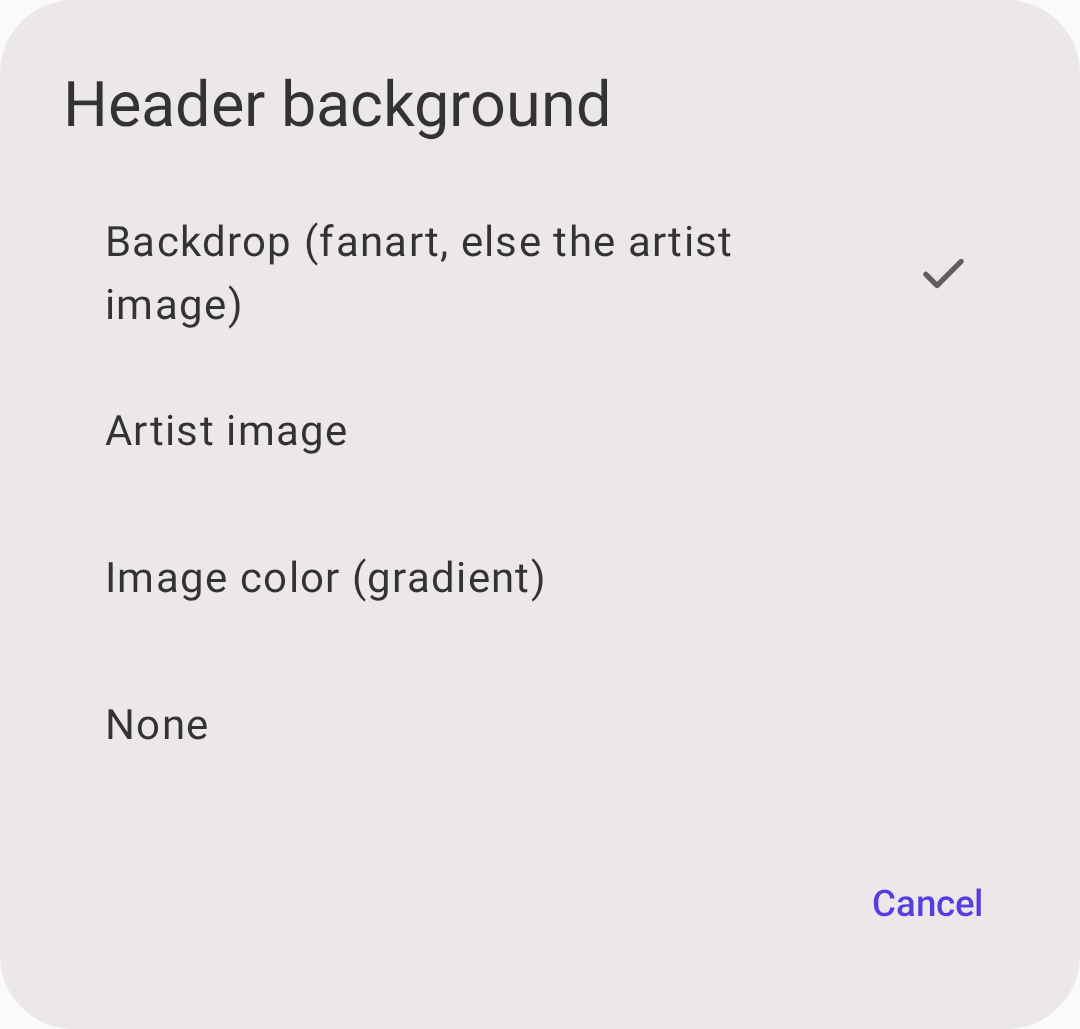 Header background
Backdrop (fanart, else the artist
image)
Artist image
Image color (gradient)
None
Cancel